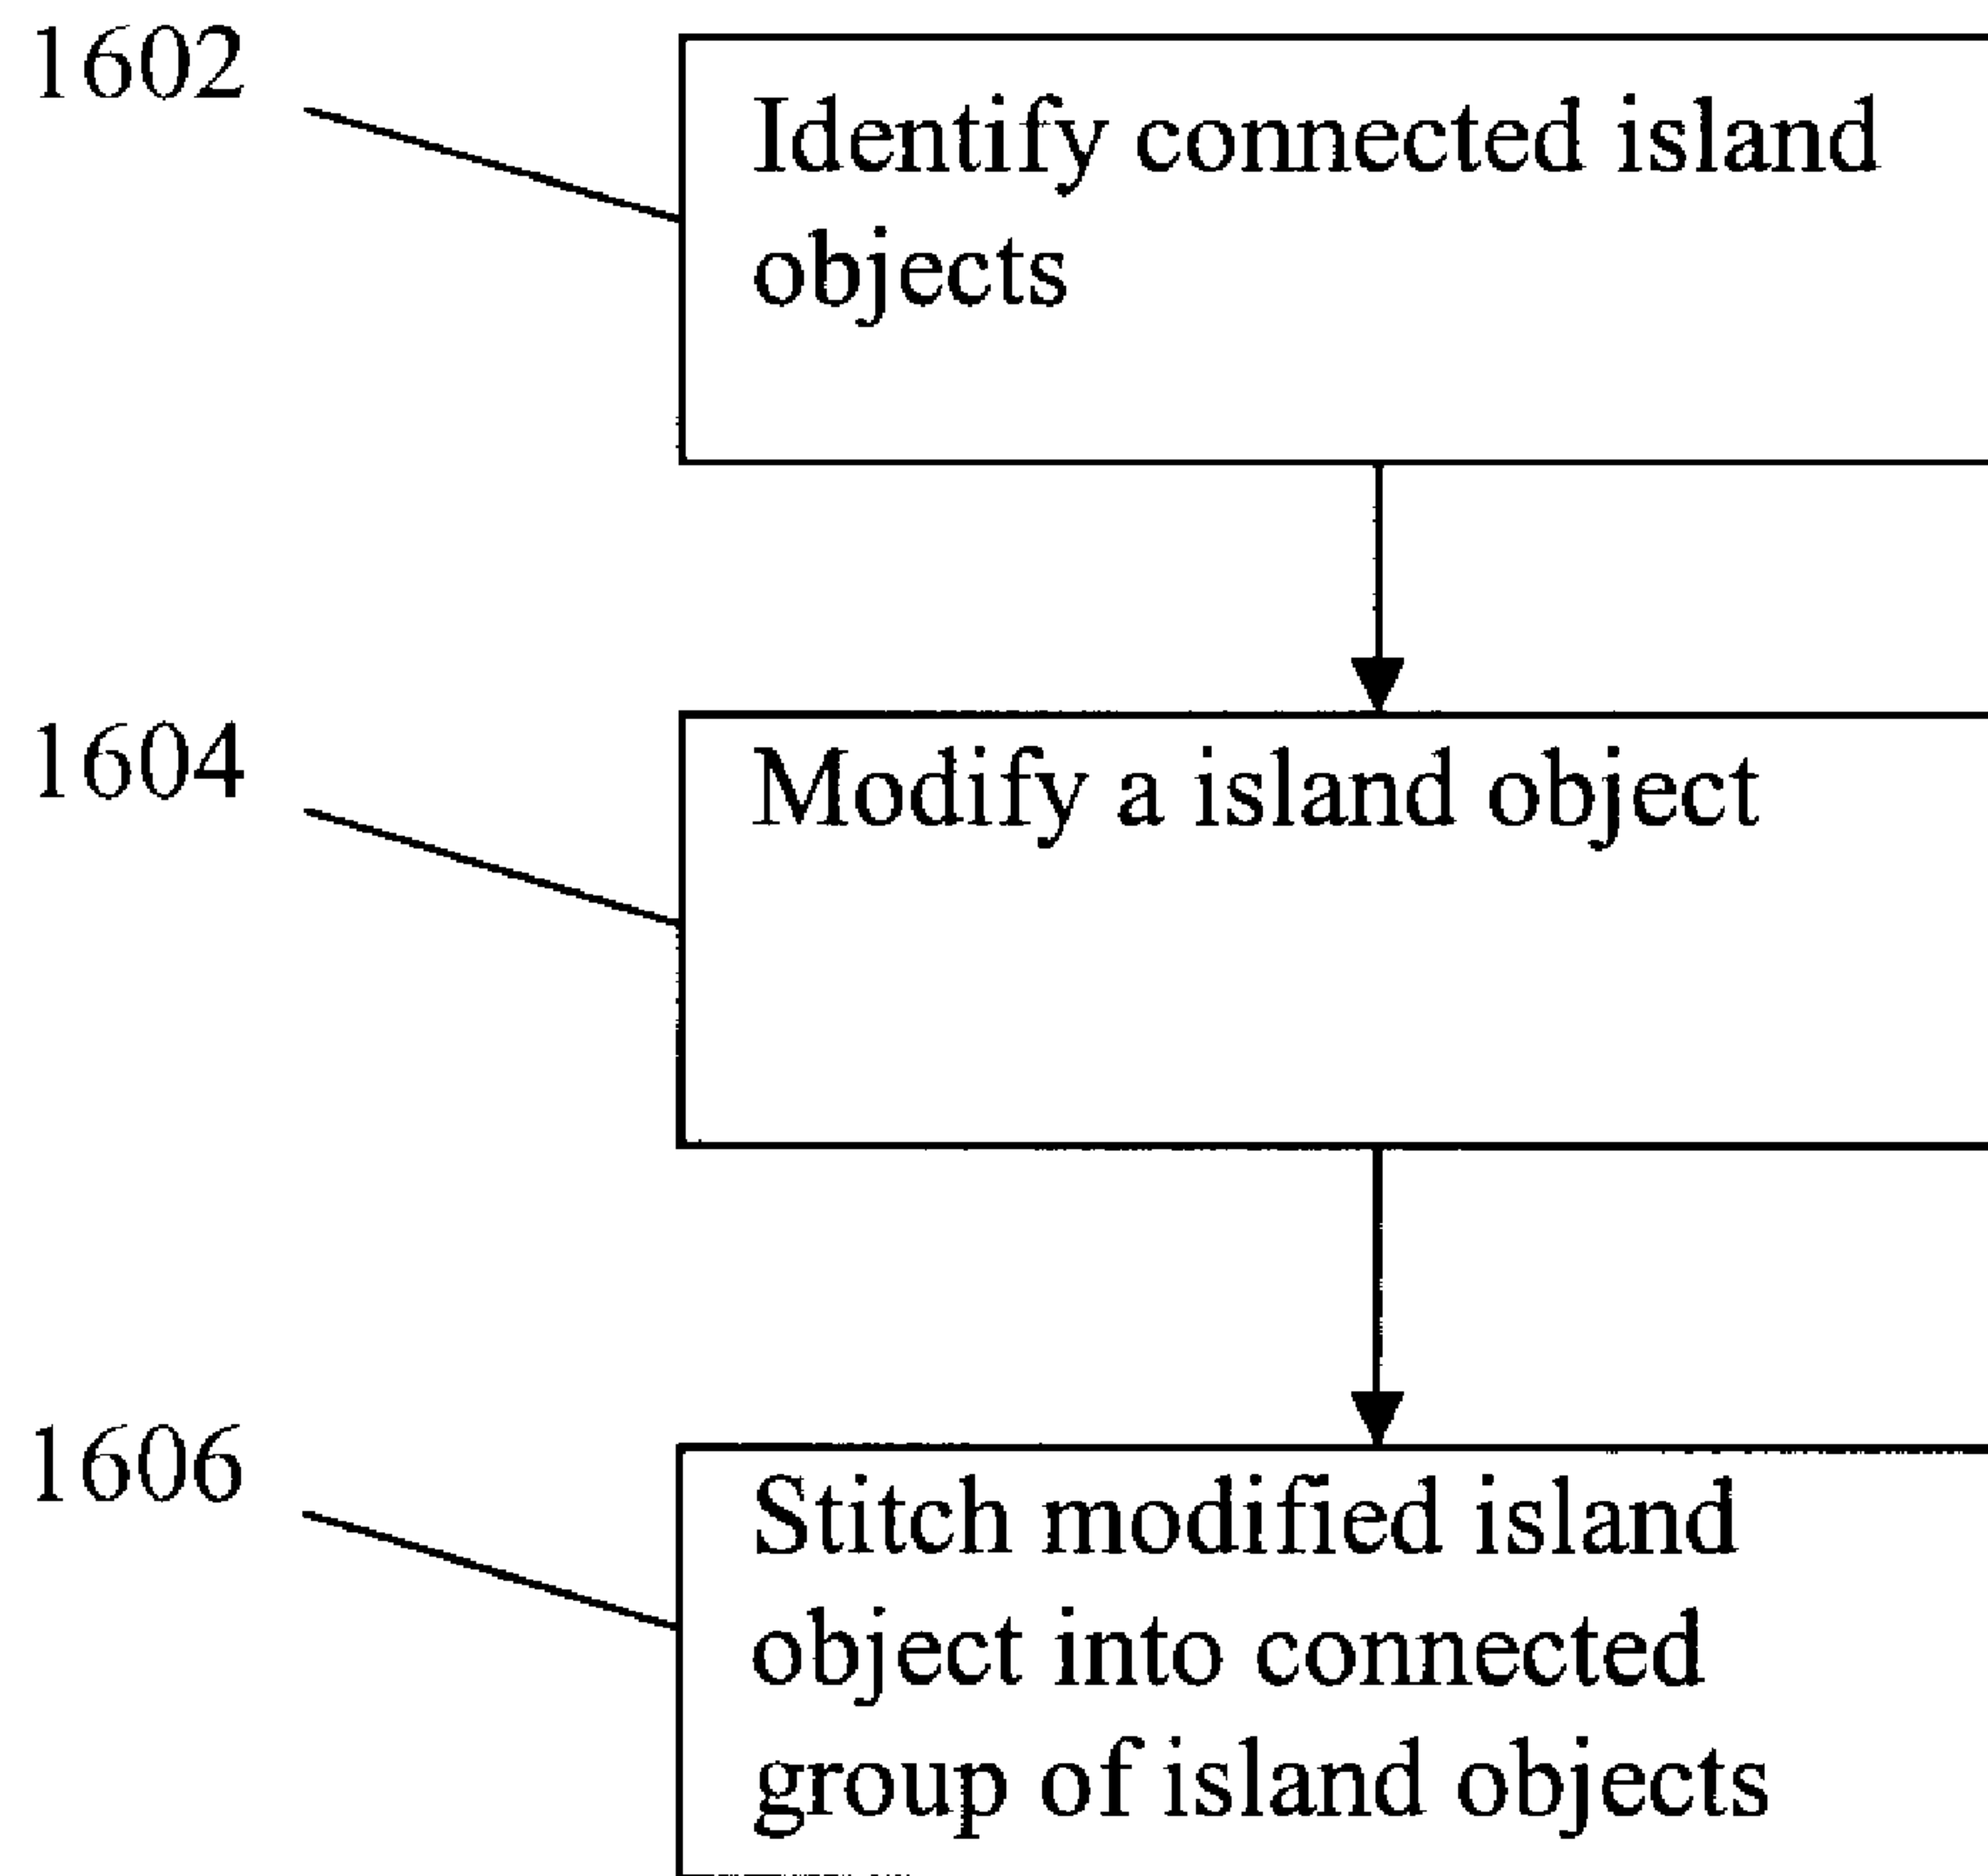 1602
Identify connected island
objects
1604
Modify a island object
1606
Stitch modified island
object into connected
group of island objects